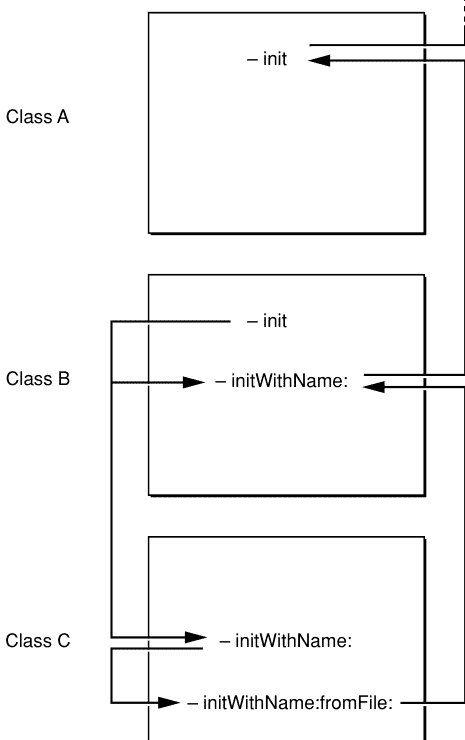 – init
Class A
– init
Class B
– initWithName:
Class C
– initWithName:
– initWithName:fromFile: